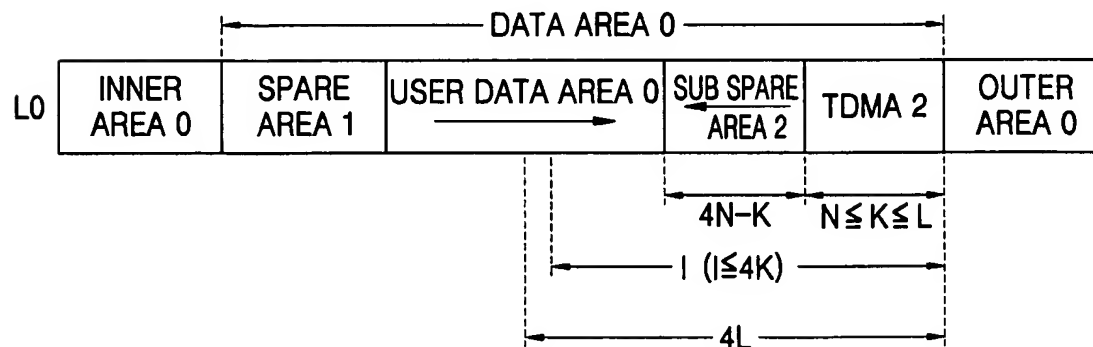 DATA AREA 0
L0
INNER AREA 0
SPARE AREA 1
USER DATA AREA 0
SUB SPARE AREA 2
TDMA 2
OUTER AREA 0
4N-K
N≦K≦L
I (I≦4K)
4L